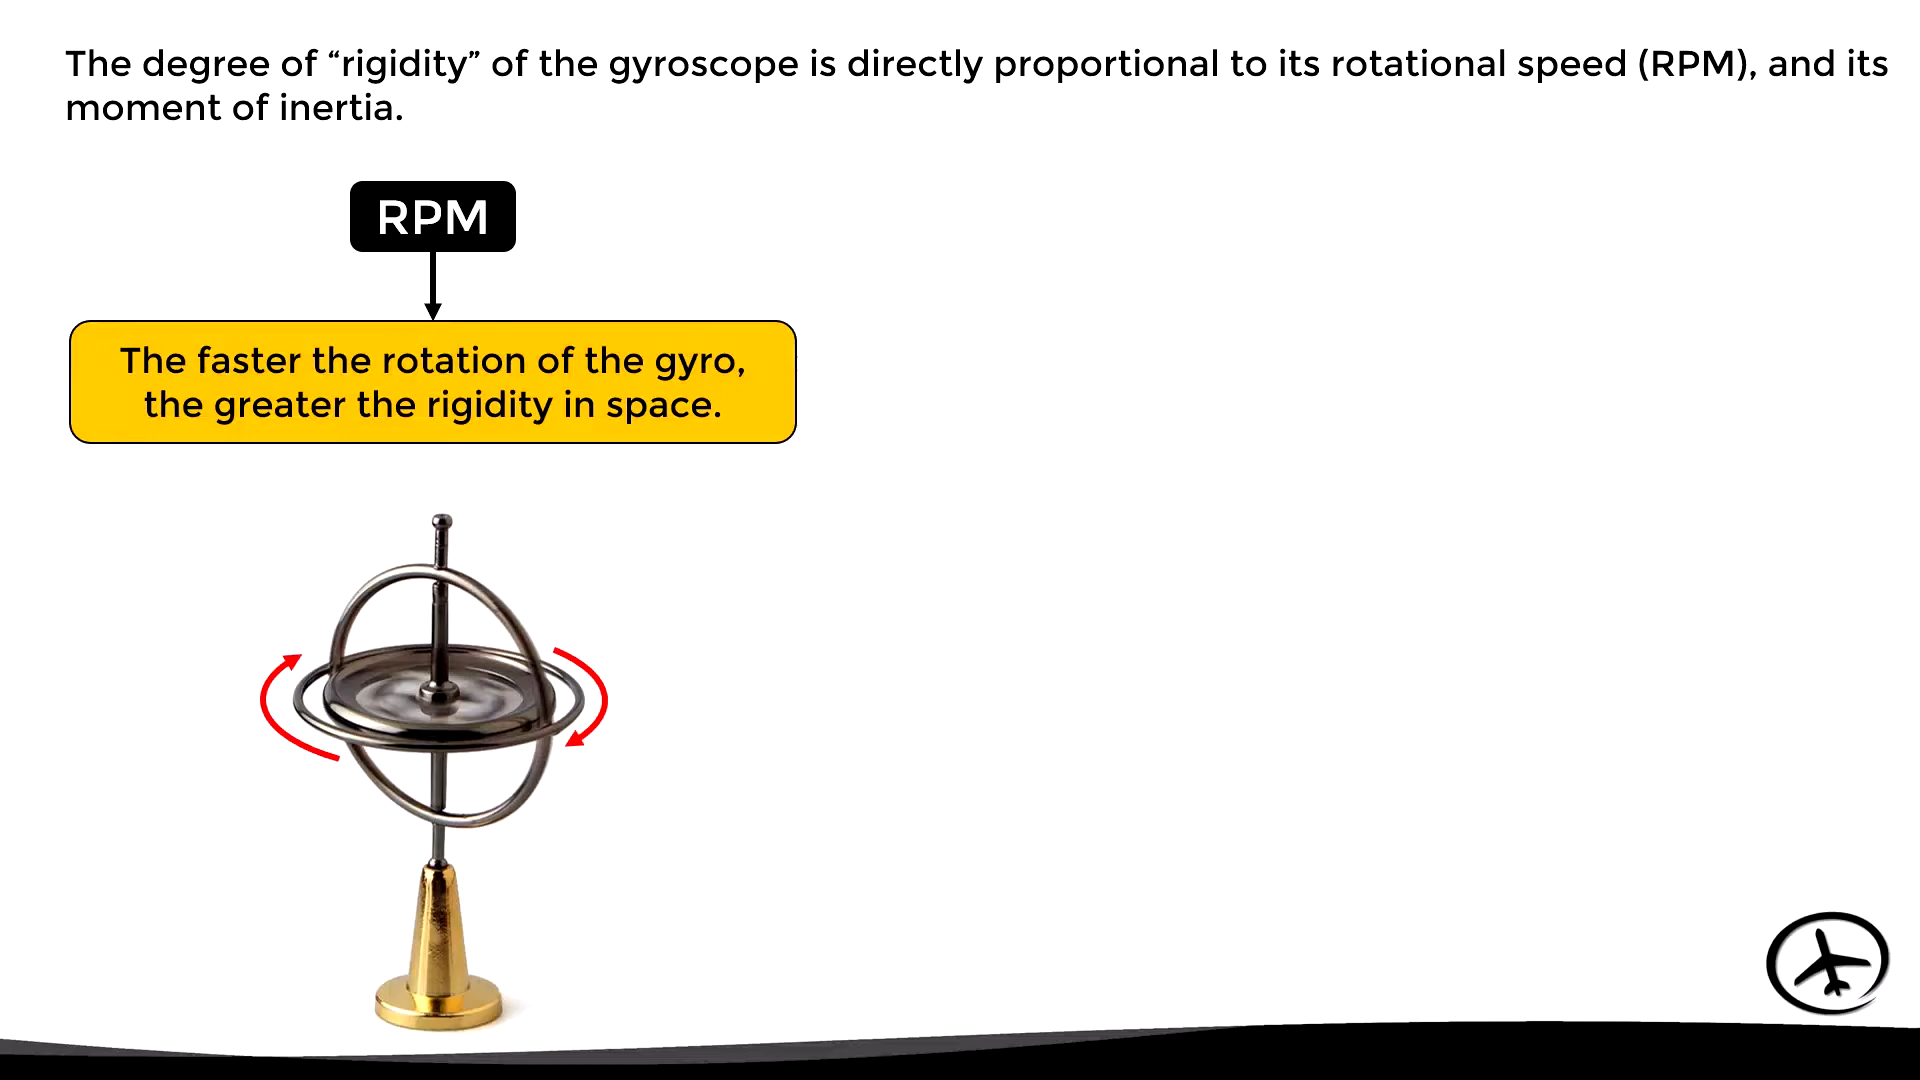 The degree of “rigidity” of the gyroscope is directly proportional to its rotational speed (RPM), and its
moment of inertia.
RPM
The faster the rotation of the gyro,
the greater the rigidity in space.